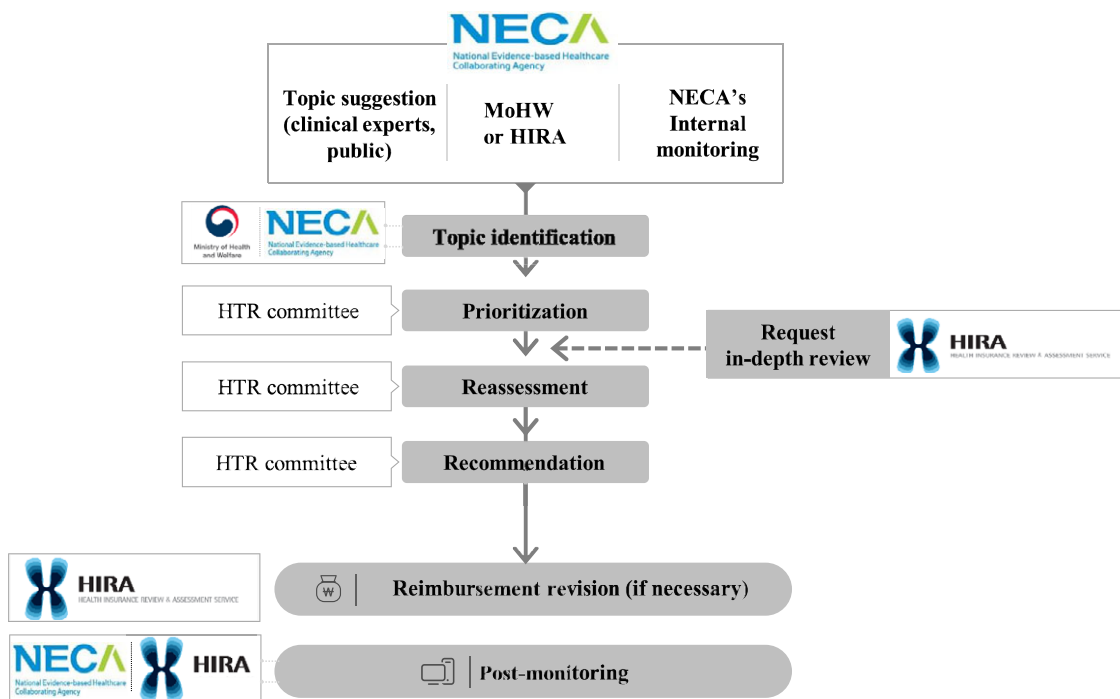 NECA
National Evidence-based Healthcare
Collaborating Agency
Topic suggestion
(clinical experts,
public)
MoHW
or HIRA
NECA's
Internal
monitoring
Ministry of Health
and Welfare
NECA
National Evidence-based Healthcare
Collaborating Agency
Topic identification
HTR committee
Prioritization
Request
in-depth review
HIRA
HEALTH INSURANCE REVIEW & ASSESSMENT SERVICE
HTR committee
Reassessment
HTR committee
Recommendation
HIRA
HEALTH INSURANCE REVIEW & ASSESSMENT SERVICE
₩
Reimbursement revision (if necessary)
NECA
National Evidence-based Healthcare
Collaborating Agency
HIRA
Post-monitoring